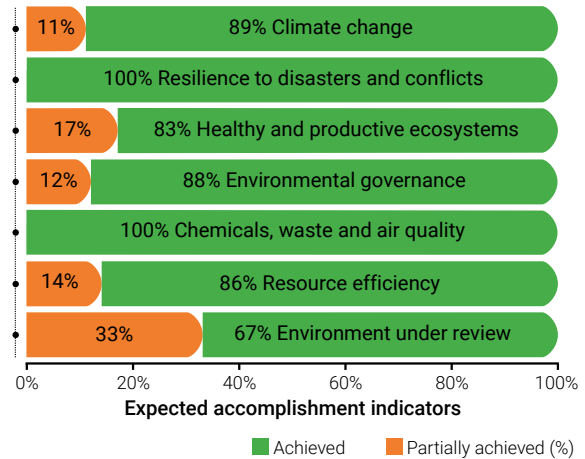 11% 89% Climate change
100% Resilience to disasters and conflicts
17% 83% Healthy and productive ecosystems
12% 88% Environmental governance
100% Chemicals, waste and air quality
14% 86% Resource efficiency
33% 67% Environment under review
0% 20% 40% 60% 80% 100%
Expected accomplishment indicators
Achieved Partially achieved (%)